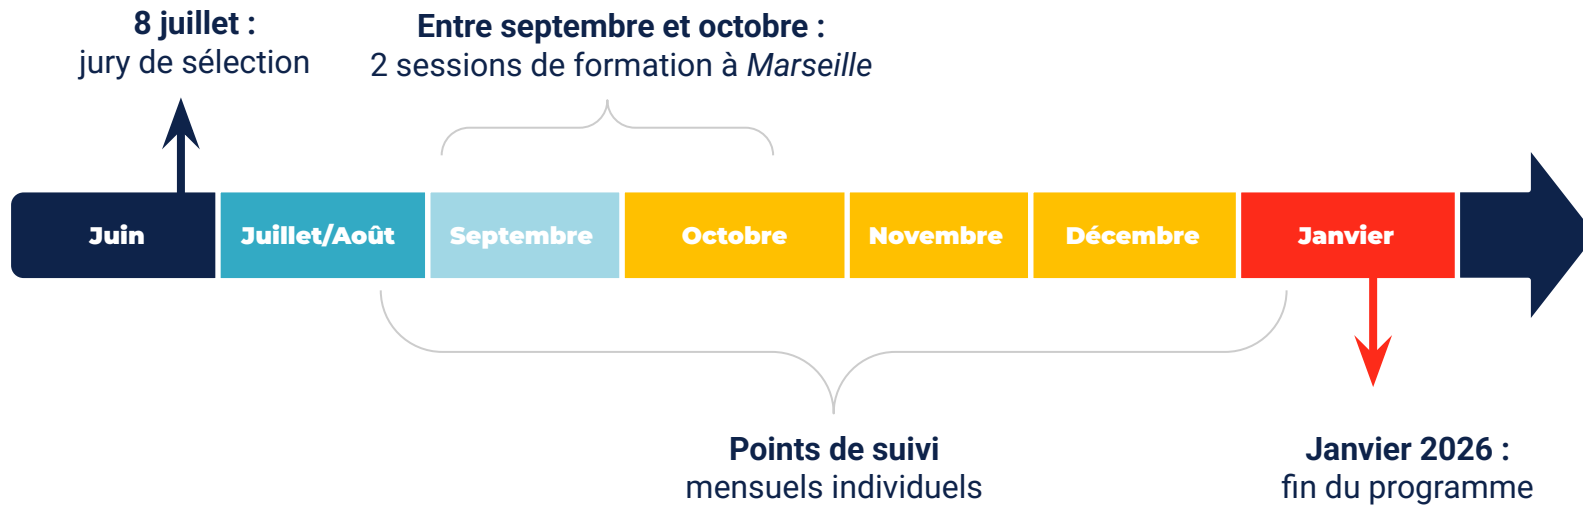 8 juillet :
jury de sélection
Entre septembre et octobre :
2 sessions de formation à Marseille
Juin
Juillet/Août
Septembre
Octobre
Novembre
Décembre
Janvier
Points de suivi
mensuels individuels
Janvier 2026 :
fin du programme